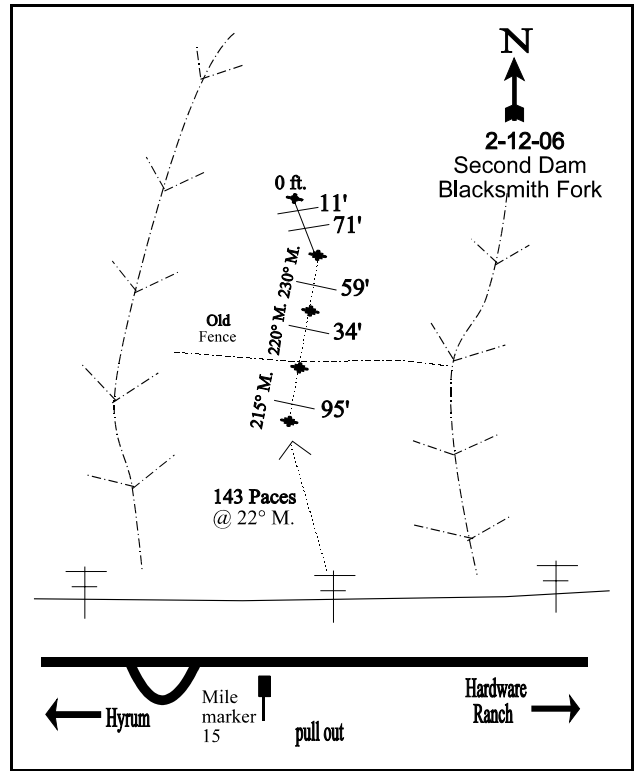 N
2-12-06
Second Dam
Blacksmith Fork
0 ft.
11'
71'
230° M.
59'
220° M.
34'
Old
Fence
215° M.
95'
143 Paces
@ 22° M.
Hyrum
Mile
marker
15
pull out
Hardware
Ranch